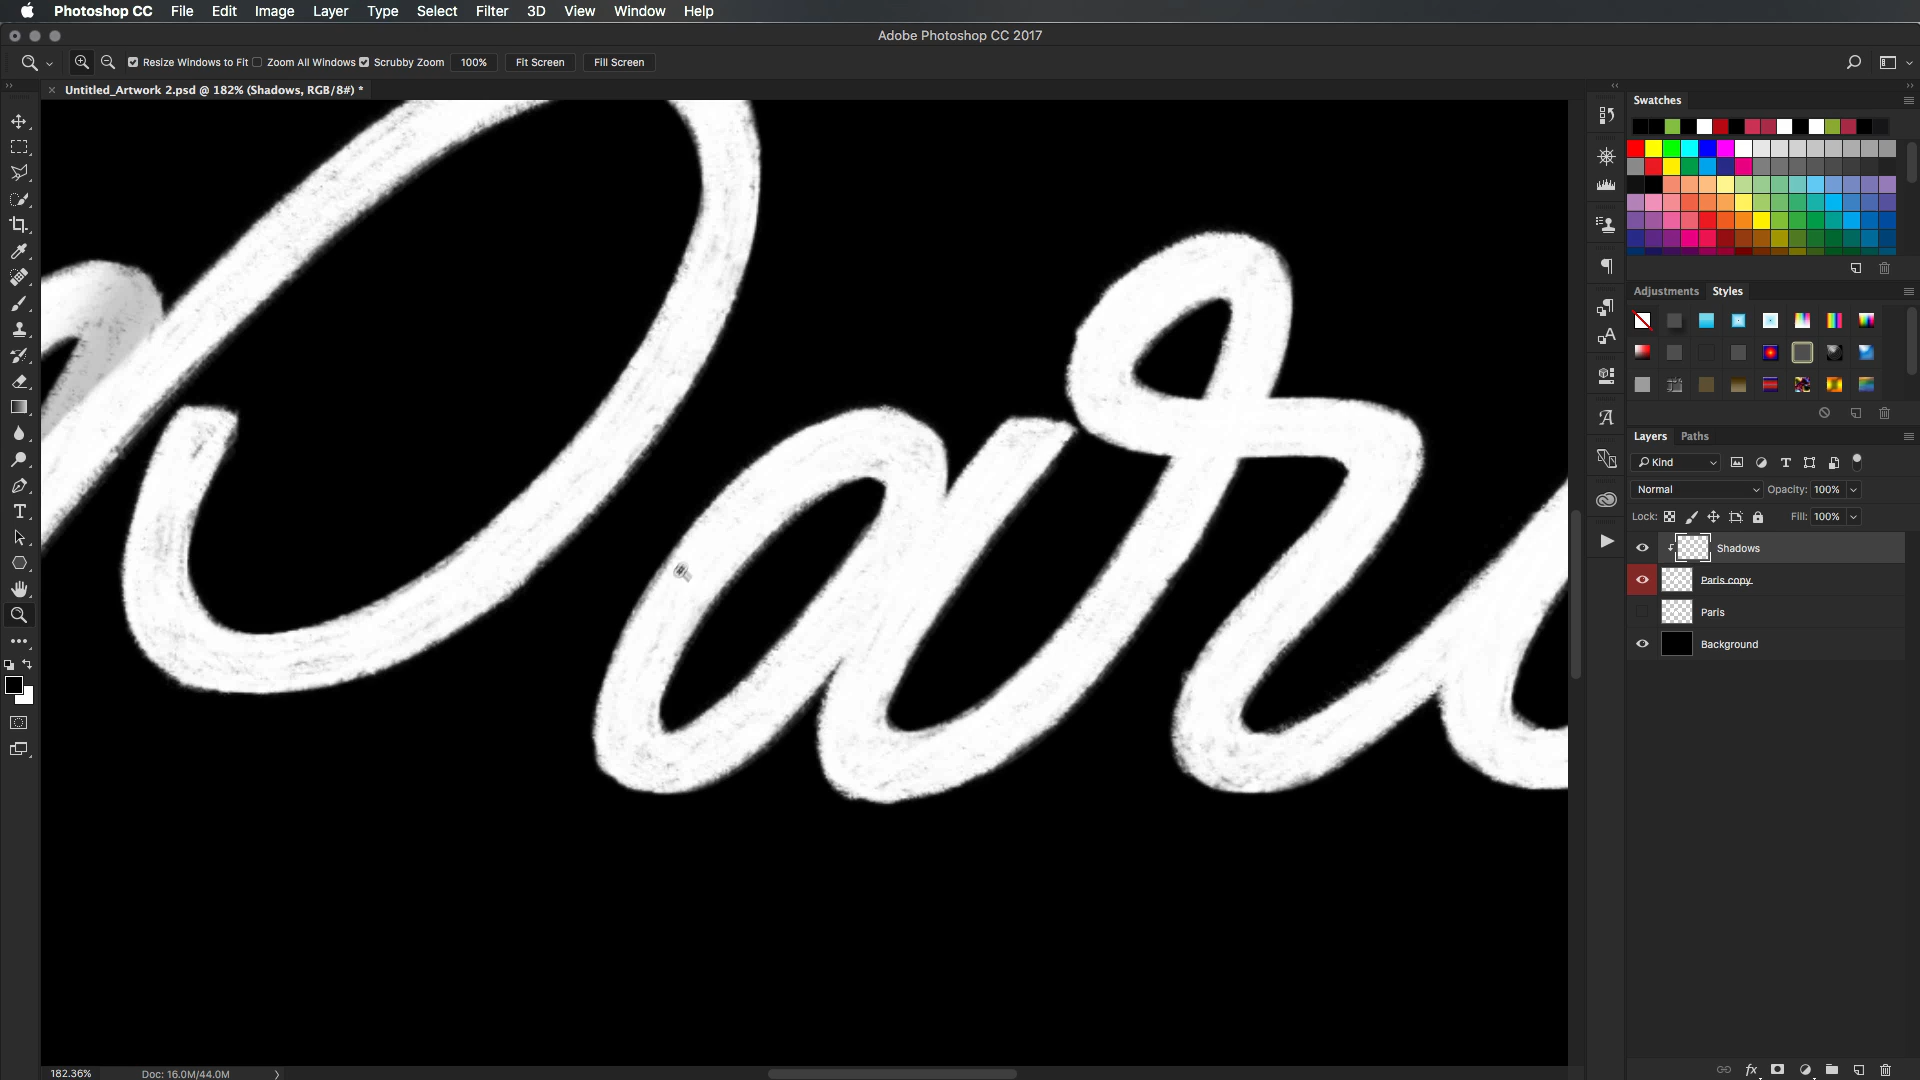 Photoshop CC File Edit Image Layer Type Select Filter 3D View Window Help
Adobe Photoshop CC 2017
Resize Windows to Fit Zoom All Windows Scrubby Zoom 100% Fit Screen Fill Screen
Untitled_Artwork 2.psd @ 182% (Shadows, RGB/8#) *
Swatches
Adjustments Styles
Layers Paths
Kind
Normal Opacity: 100%
Lock: Fill: 100%
Shadows
Paris copy
Paris
Background
182.36% Doc: 16.0M/44.0M